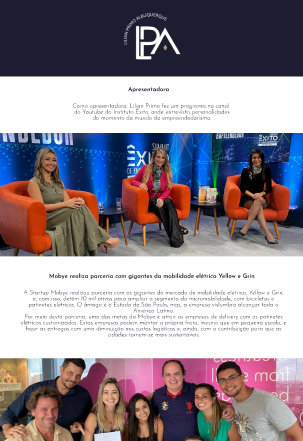 LILIAN PRIMO ALBUQUERQUE
LPA
Apresentadora
Como apresentadora, Lilian Primo fez um programa no canal
do Youtube do Instituto Êxito, onde entrevista personalidades
do momento do mundo do empreendedorismo.
SUMMIT
ÊXITO
Mobye realiza parceria com gigantes da mobilidade elétrica Yellow e Grin
A Startup Mobye realizou parceria com os gigantes do mercado de mobilidade elétrica, Yellow e Grin,
e, com isso, detém 10 mil ativos para ampliar o segmento da micromobilidade, com bicicletas e
patinetes elétricos. O âmago é o Estado de São Paulo, mas, a empresa vislumbra alcançar toda a
América Latina.
Por meio desta parceria, uma das metas da Mobye é atrair as empresas de delivery com os patinetes
elétricos customizados. Estas empresas podem montar a própria frota, mesmo que em pequena escala, e
fazer as entregas com uma diminuição nos custos logísticos e, ainda, com a contribuição para que as
cidades tornem-se mais sustentáveis.